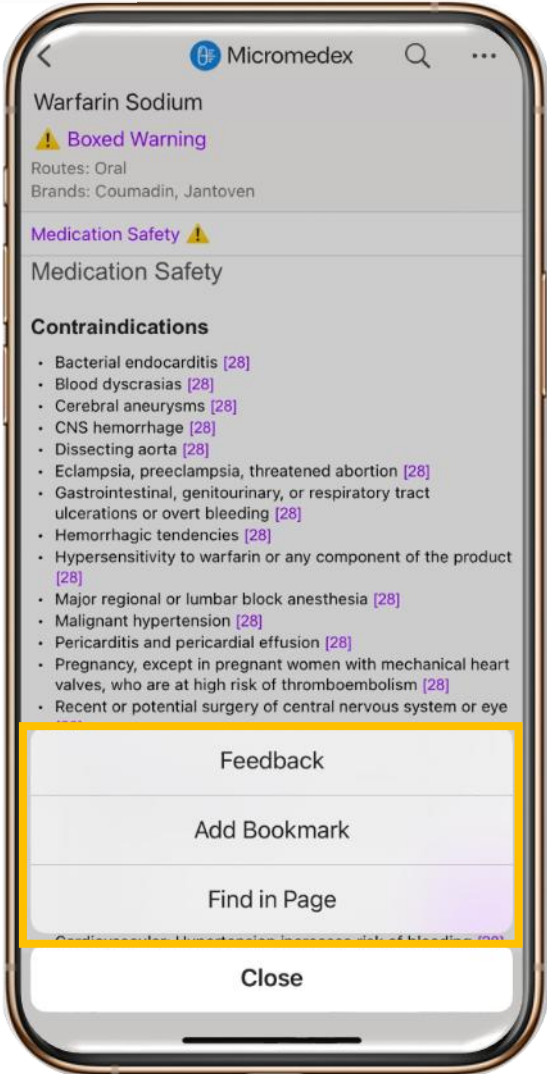 Micromedex
Warfarin Sodium
Boxed Warning
Routes: Oral
Brands: Coumadin, Jantoven
Medication Safety
Medication Safety
Contraindications
• Bacterial endocarditis [28]
• Blood dyscrasias [28]
• Cerebral aneurysms [28]
• CNS hemorrhage [28]
• Dissecting aorta [28]
• Eclampsia, preeclampsia, threatened abortion [28]
• Gastrointestinal, genitourinary, or respiratory tract
ulcerations or overt bleeding [28]
• Hemorrhagic tendencies [28]
• Hypersensitivity to warfarin or any component of the product
[28]
• Major regional or lumbar block anesthesia [28]
• Malignant hypertension [28]
• Pericarditis and pericardial effusion [28]
• Pregnancy, except in pregnant women with mechanical heart
valves, who are at high risk of thromboembolism [28]
• Recent or potential surgery of central nervous system or eye
Feedback
Add Bookmark
Find in Page
Close